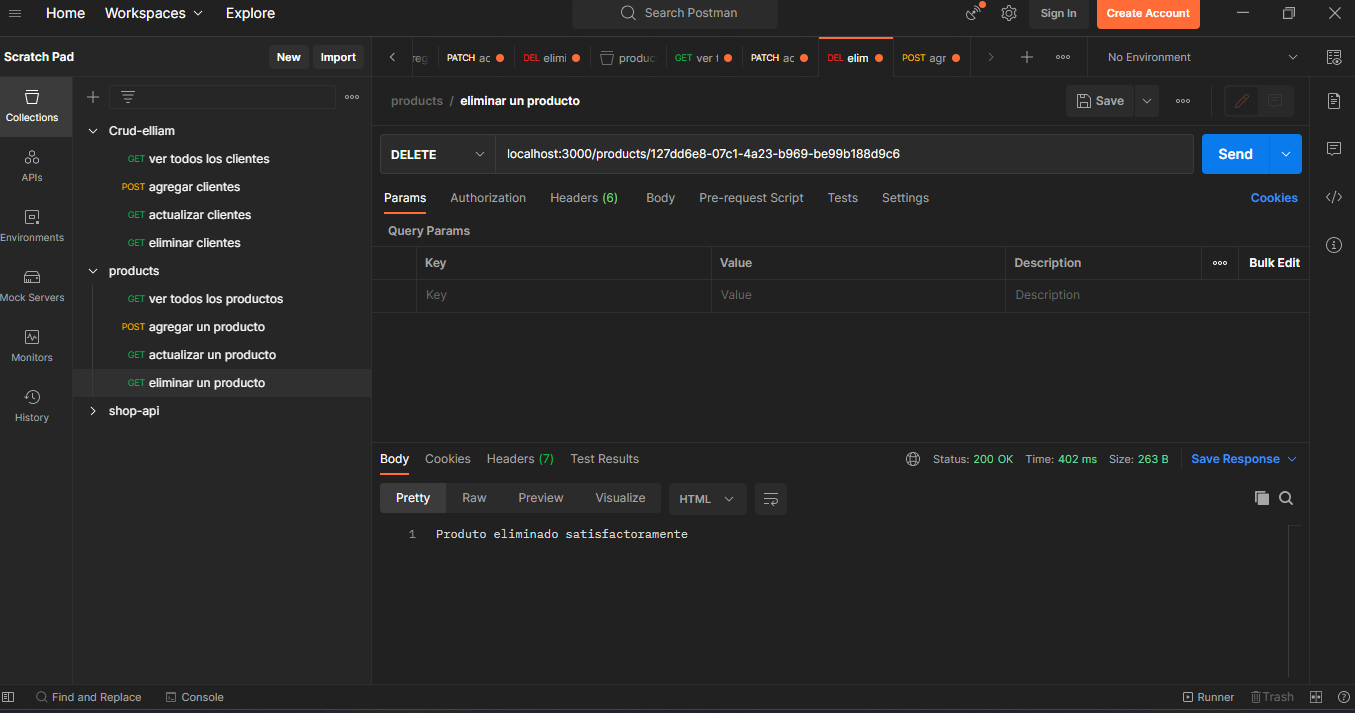 Home Workspaces Explore Search Postman Sign In Create Account
Scratch Pad New Import
PATCH ac DEL elimi produc GET ver t PATCH ac DEL elim POST agr No Environment
Collections
APIs
Environments
Mock Servers
Monitors
History
Crud-elliam
GET ver todos los clientes
POST agregar clientes
GET actualizar clientes
GET eliminar clientes
products
GET ver todos los productos
POST agregar un producto
GET actualizar un producto
GET eliminar un producto
shop-api
products / eliminar un producto Save
DELETE localhost:3000/products/127dd6e8-07c1-4a23-b969-be99b188d9c6 Send
Params Authorization Headers (6) Body Pre-request Script Tests Settings Cookies
Query Params
Key Value Description Bulk Edit
Key Value Description
Body Cookies Headers (7) Test Results Status: 200 OK Time: 402 ms Size: 263 B Save Response
Pretty Raw Preview Visualize HTML
1 Produto eliminado satisfactoramente
Find and Replace Console Runner Trash